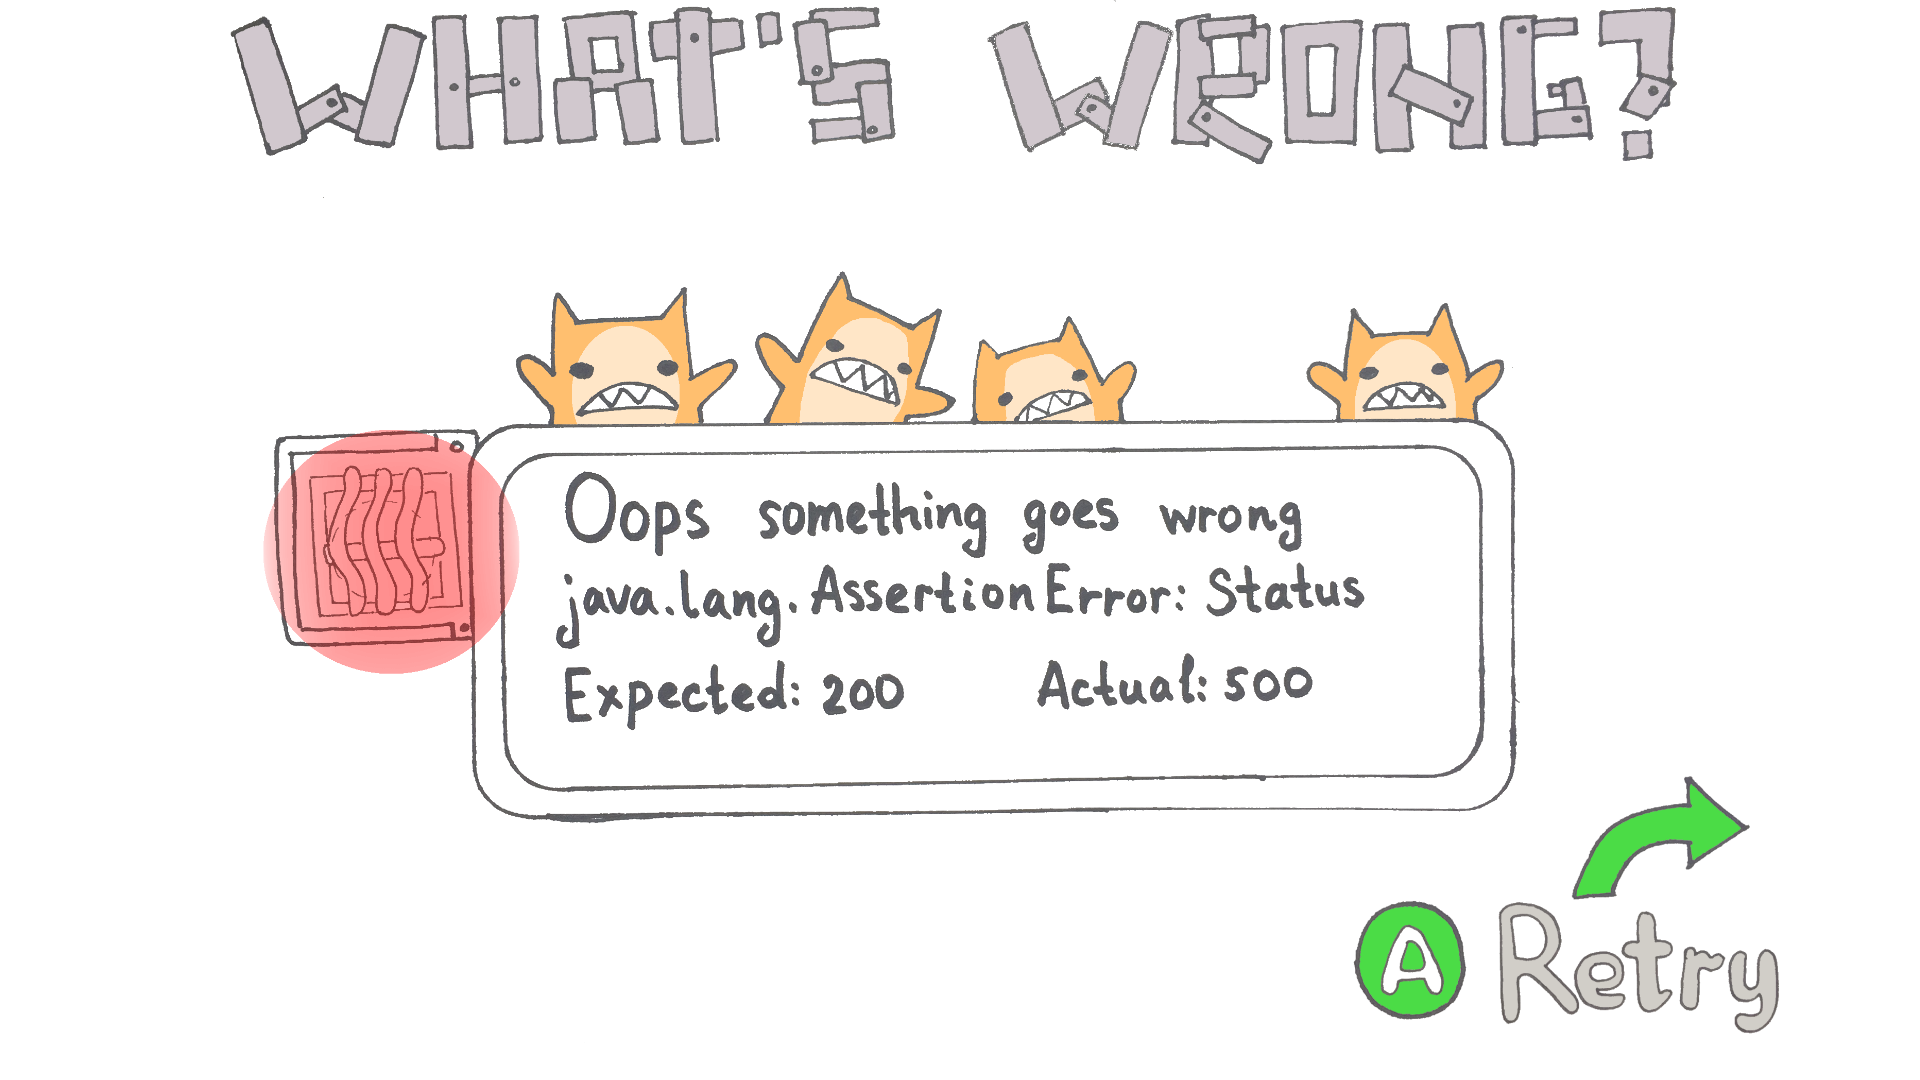 WHAT'S WRONG?
Oops something goes wrong
java.lang.AssertionError: Status
Expected: 200 Actual: 500
A Retry